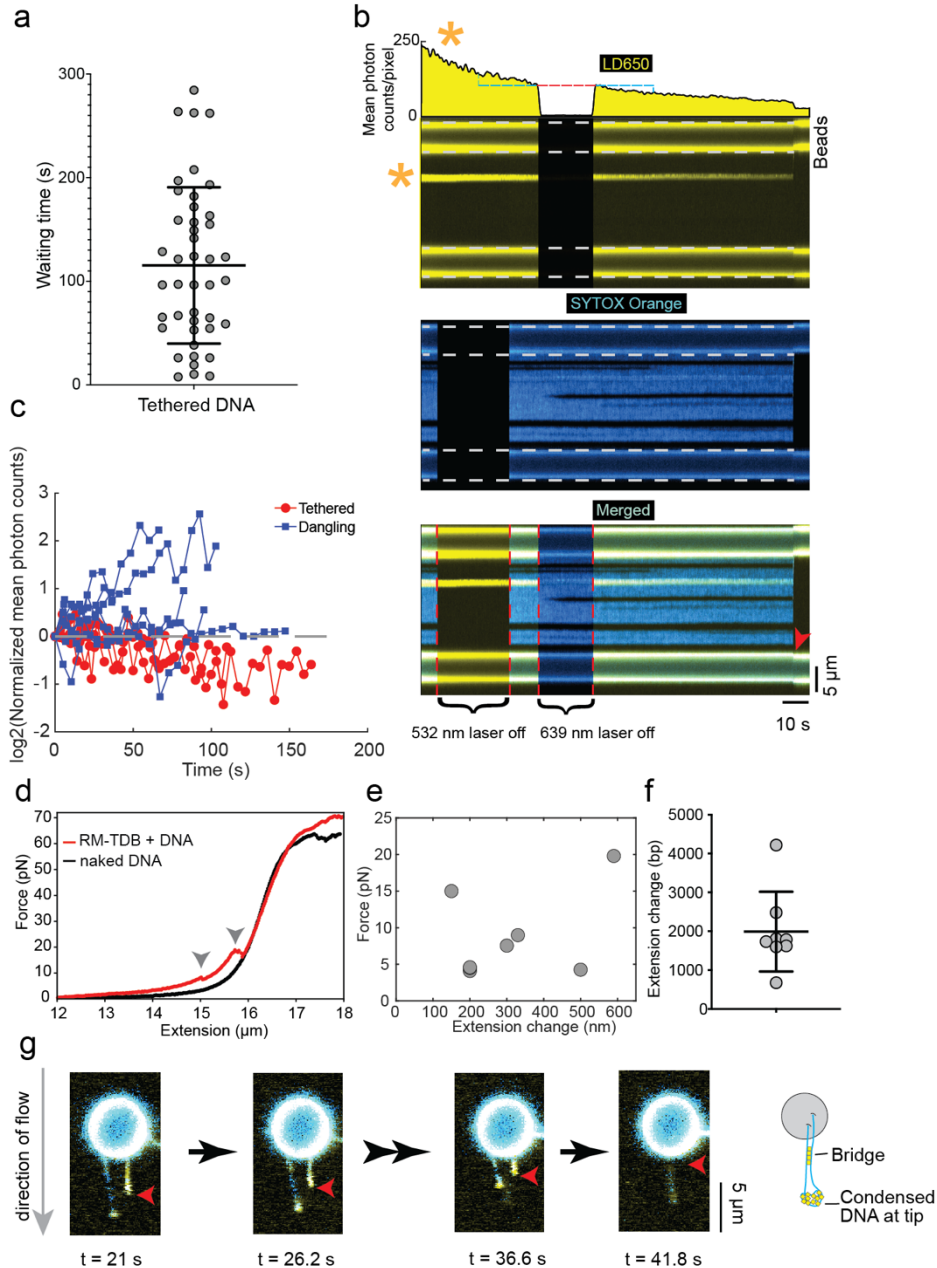 a
300
200
100
0
Waiting time (s)
Tethered DNA
b
250
0
Mean photon
counts/pixel
LD650
Beads
SYTOX Orange
Merged
5 µm
10 s
532 nm laser off
639 nm laser off
c
3
2
1
0
-1
-2
log2(Normalized mean photon counts)
Tethered
Dangling
0
50
100
150
200
Time (s)
d
70
60
50
40
30
20
10
0
Force (pN)
RM-TDB + DNA
naked DNA
12
13
14
15
16
17
18
Extension (µm)
e
25
20
15
10
5
0
Force (pN)
0
100
200
300
400
500
600
Extension change (nm)
f
5000
4000
3000
2000
1000
0
Extension change (bp)
g
direction of flow
t = 21 s
t = 26.2 s
t = 36.6 s
t = 41.8 s
5 µm
Bridge
Condensed
DNA at tip